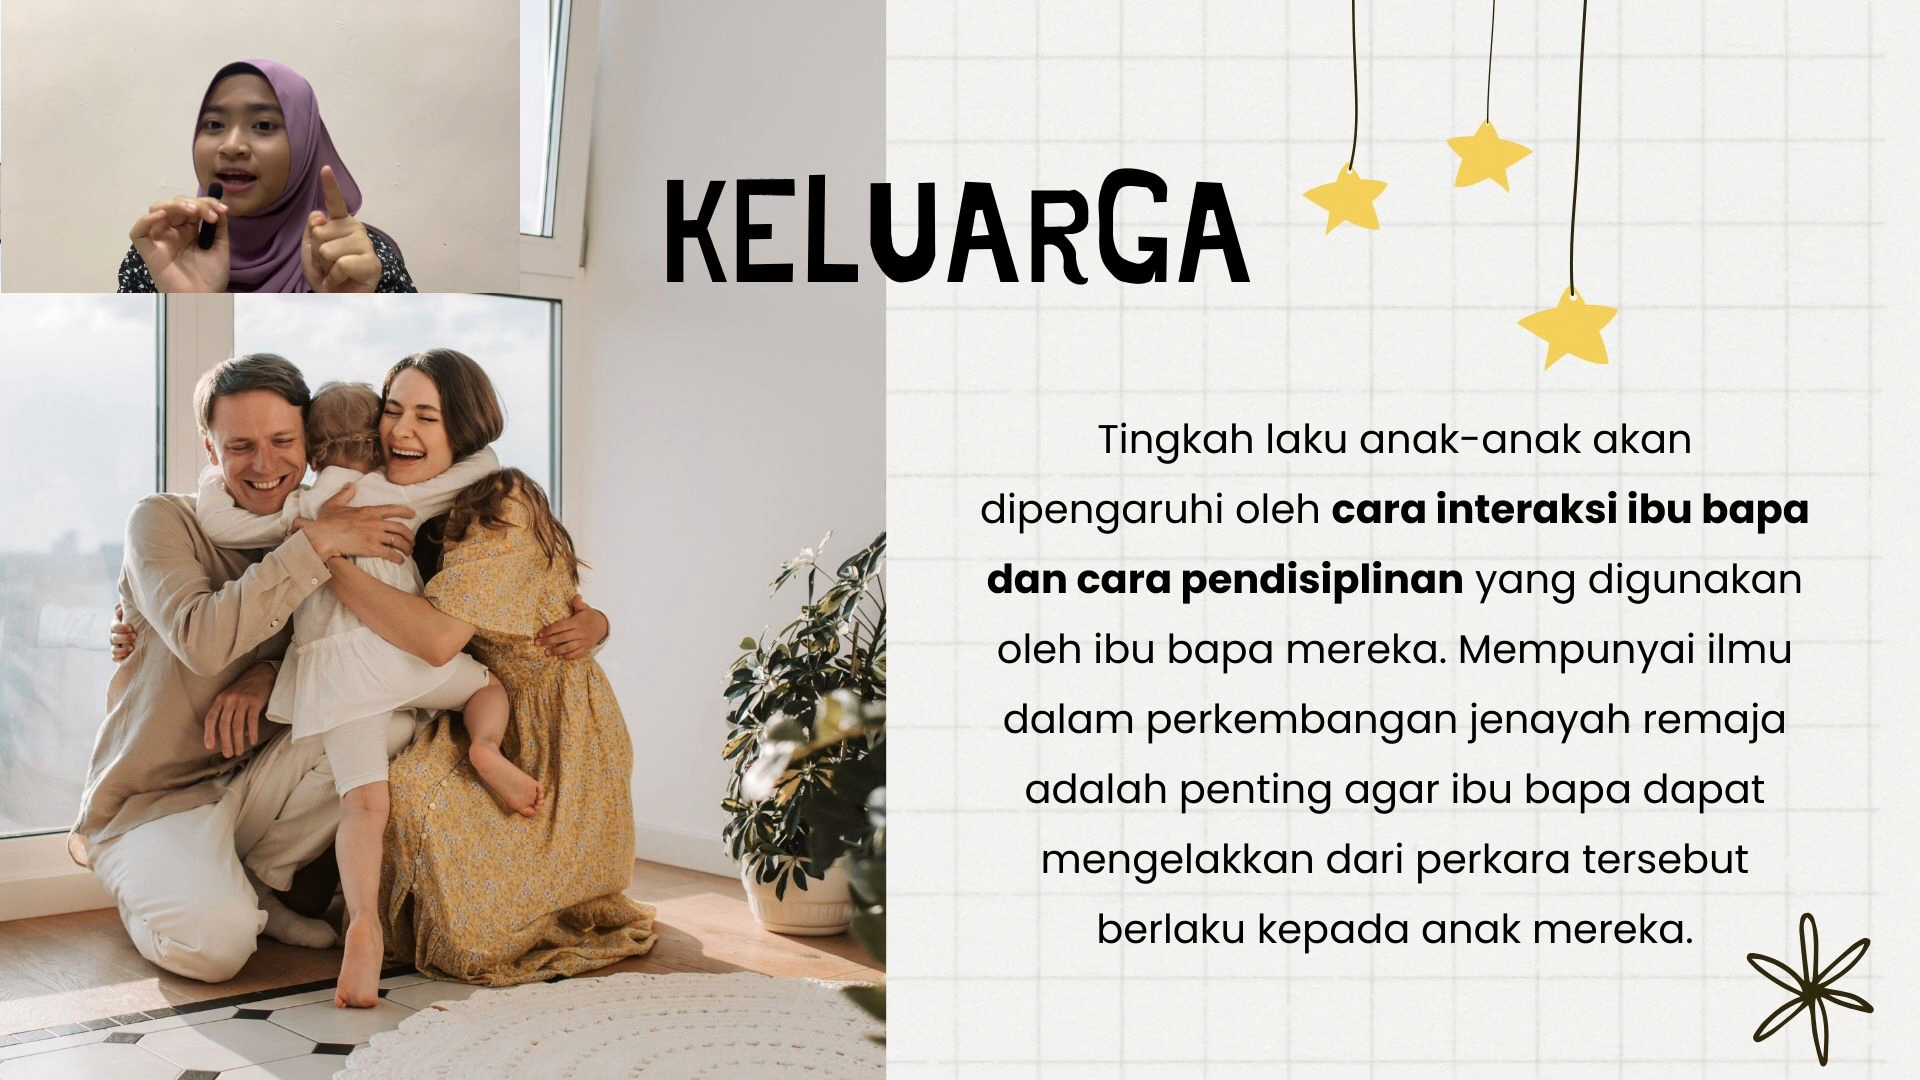 KELUARGA
Tingkah laku anak-anak akan
dipengaruhi oleh cara interaksi ibu bapa
dan cara pendisiplinan yang digunakan
oleh ibu bapa mereka. Mempunyai ilmu
dalam perkembangan jenayah remaja
adalah penting agar ibu bapa dapat
mengelakkan dari perkara tersebut
berlaku kepada anak mereka.